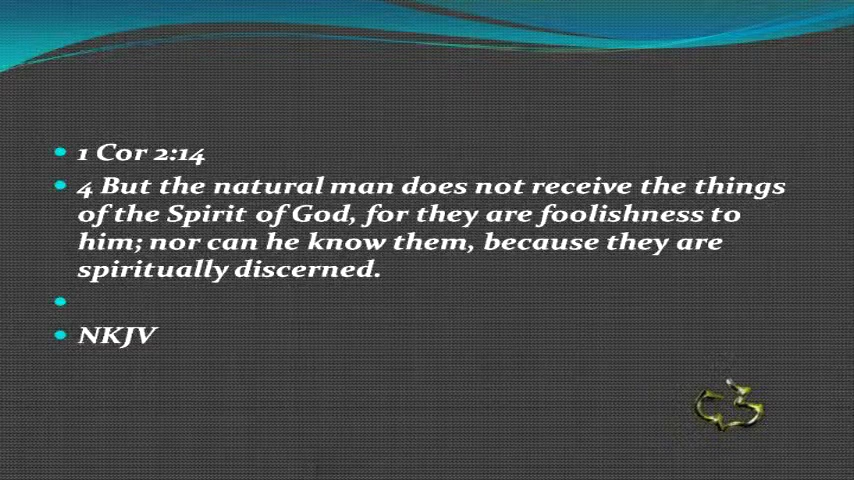 1 Cor 2:14
4 But the natural man does not receive the things
of the Spirit of God, for they are foolishness to
him; nor can he know them, because they are
spiritually discerned.
NKJV
C3